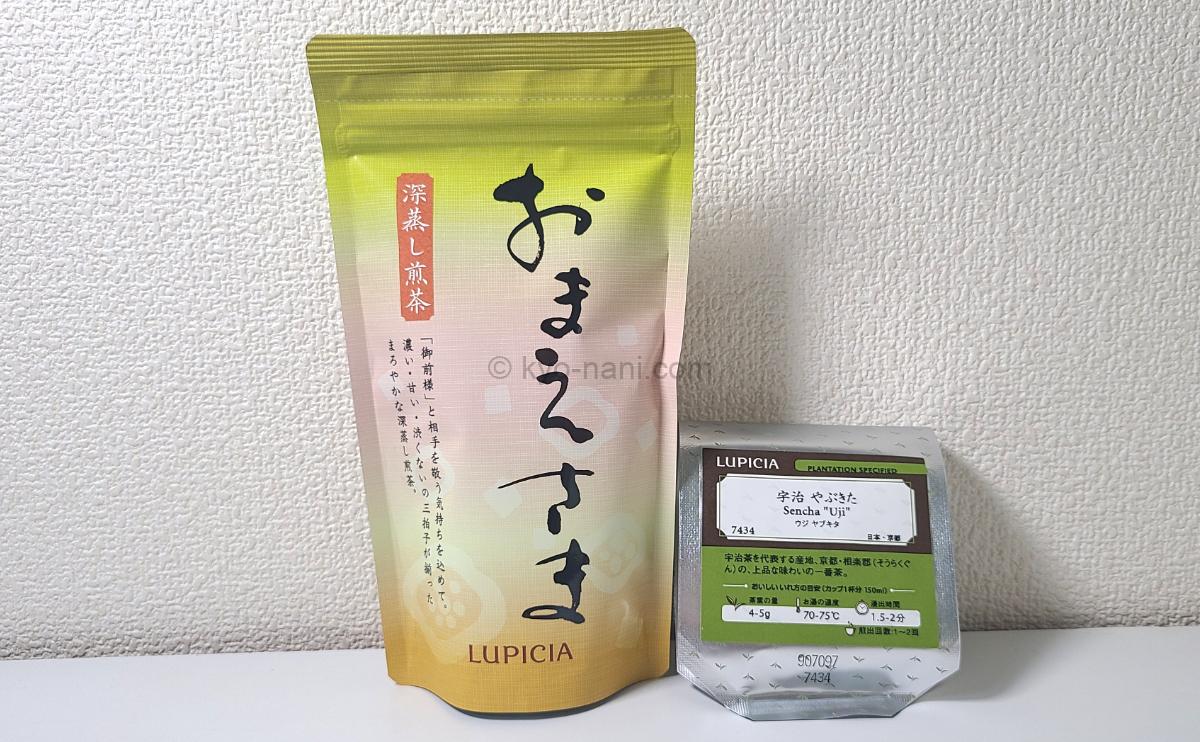 おまえさま
深蒸し煎茶
「御前様」と相手を敬う気持ちを込めて。
濃い・甘い・渋くないの三拍子が揃った
まろやかな深蒸し煎茶。
LUPICIA
© kyo-nani.com
LUPICIA
PLANTATION SPECIFIED
宇治 やぶきた
Sencha "Uji"
ウジ ヤブキタ
7434
日本・京都
宇治茶を代表する産地、京都・相楽郡(そうらくぐ
ん)の、上品な味わいの一番茶。
おいしいいれ方の目安(カップ1杯分 150ml)
茶葉の量
お湯の温度
浸出時間
4-5g
70-75℃
1.5-2分
煎出回数:1〜2回
907097
7434